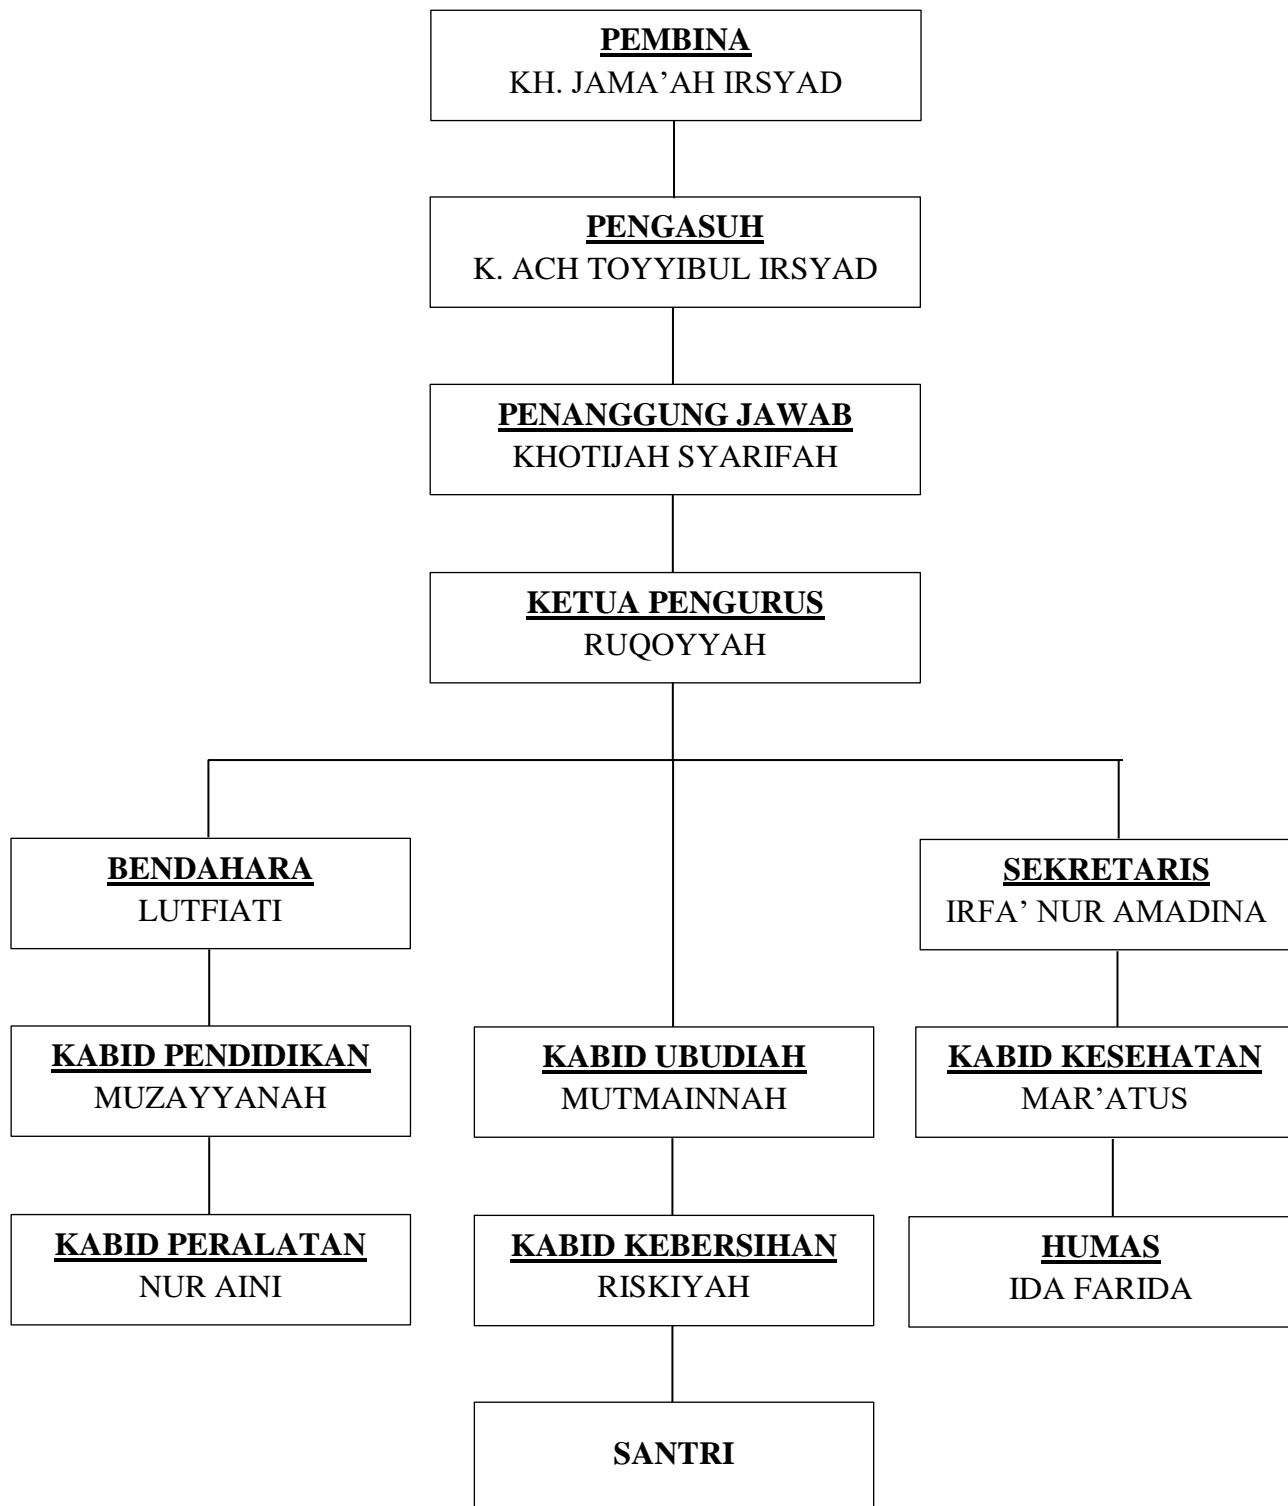 PEMBINA
KH. JAMA’AH IRSYAD
PENGASUH
K. ACH TOYYIBUL IRSYAD
PENANGGUNG JAWAB
KHOTIJAH SYARIFAH
KETUA PENGURUS
RUQOYYAH
BENDAHARA
LUTFIATI
SEKRETARIS
IRFA’ NUR AMADINA
KABID PENDIDIKAN
MUZAYYANAH
KABID UBUDIAH
MUTMAINNAH
KABID KESEHATAN
MAR’ATUS
KABID PERALATAN
NUR AINI
KABID KEBERSIHAN
RISKIYAH
HUMAS
IDA FARIDA
SANTRI